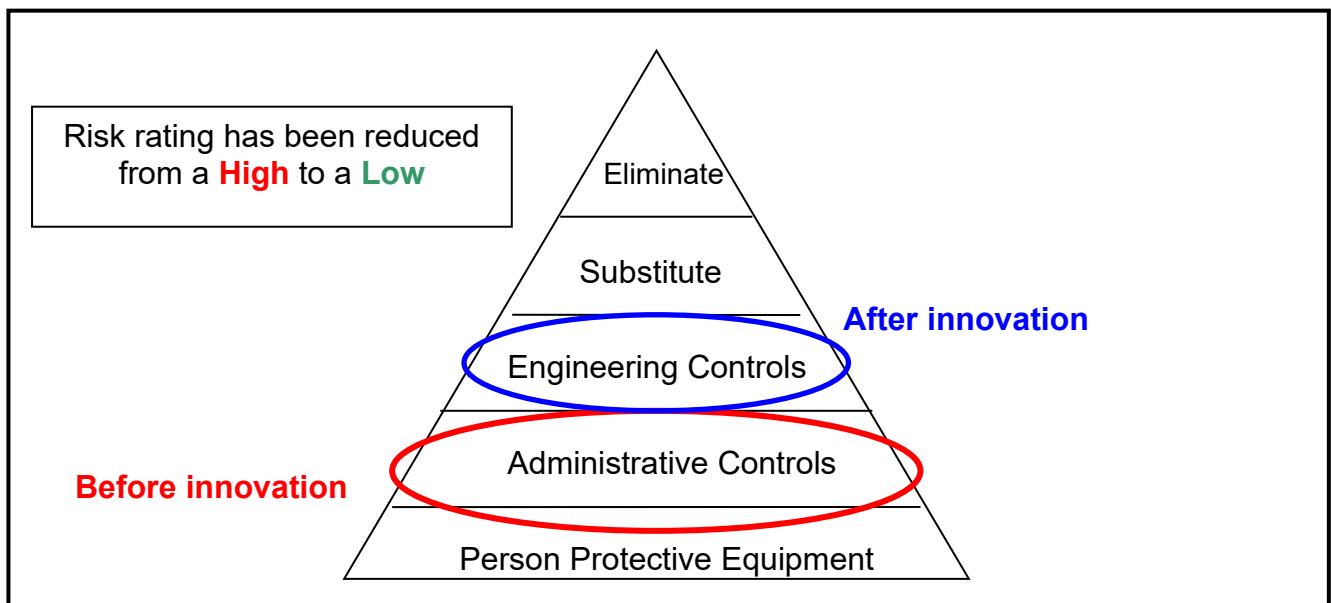 Risk rating has been reduced
from a High to a Low
Eliminate
Substitute
After innovation
Engineering Controls
Administrative Controls
Before innovation
Person Protective Equipment